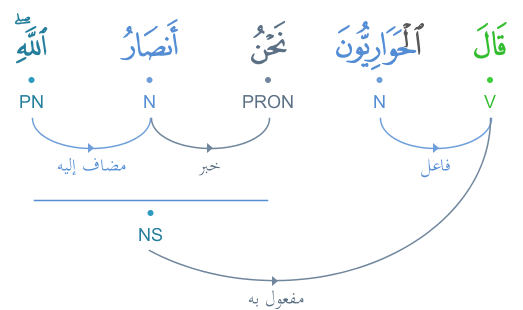 قَالَ ٱلْحَوَارِيُّونَ نَحْنُ أَنصَارُ ٱللَّهِ ۖ
V N PRON N PN
فاعل خبر مضاف إليه
NS
مفعول به